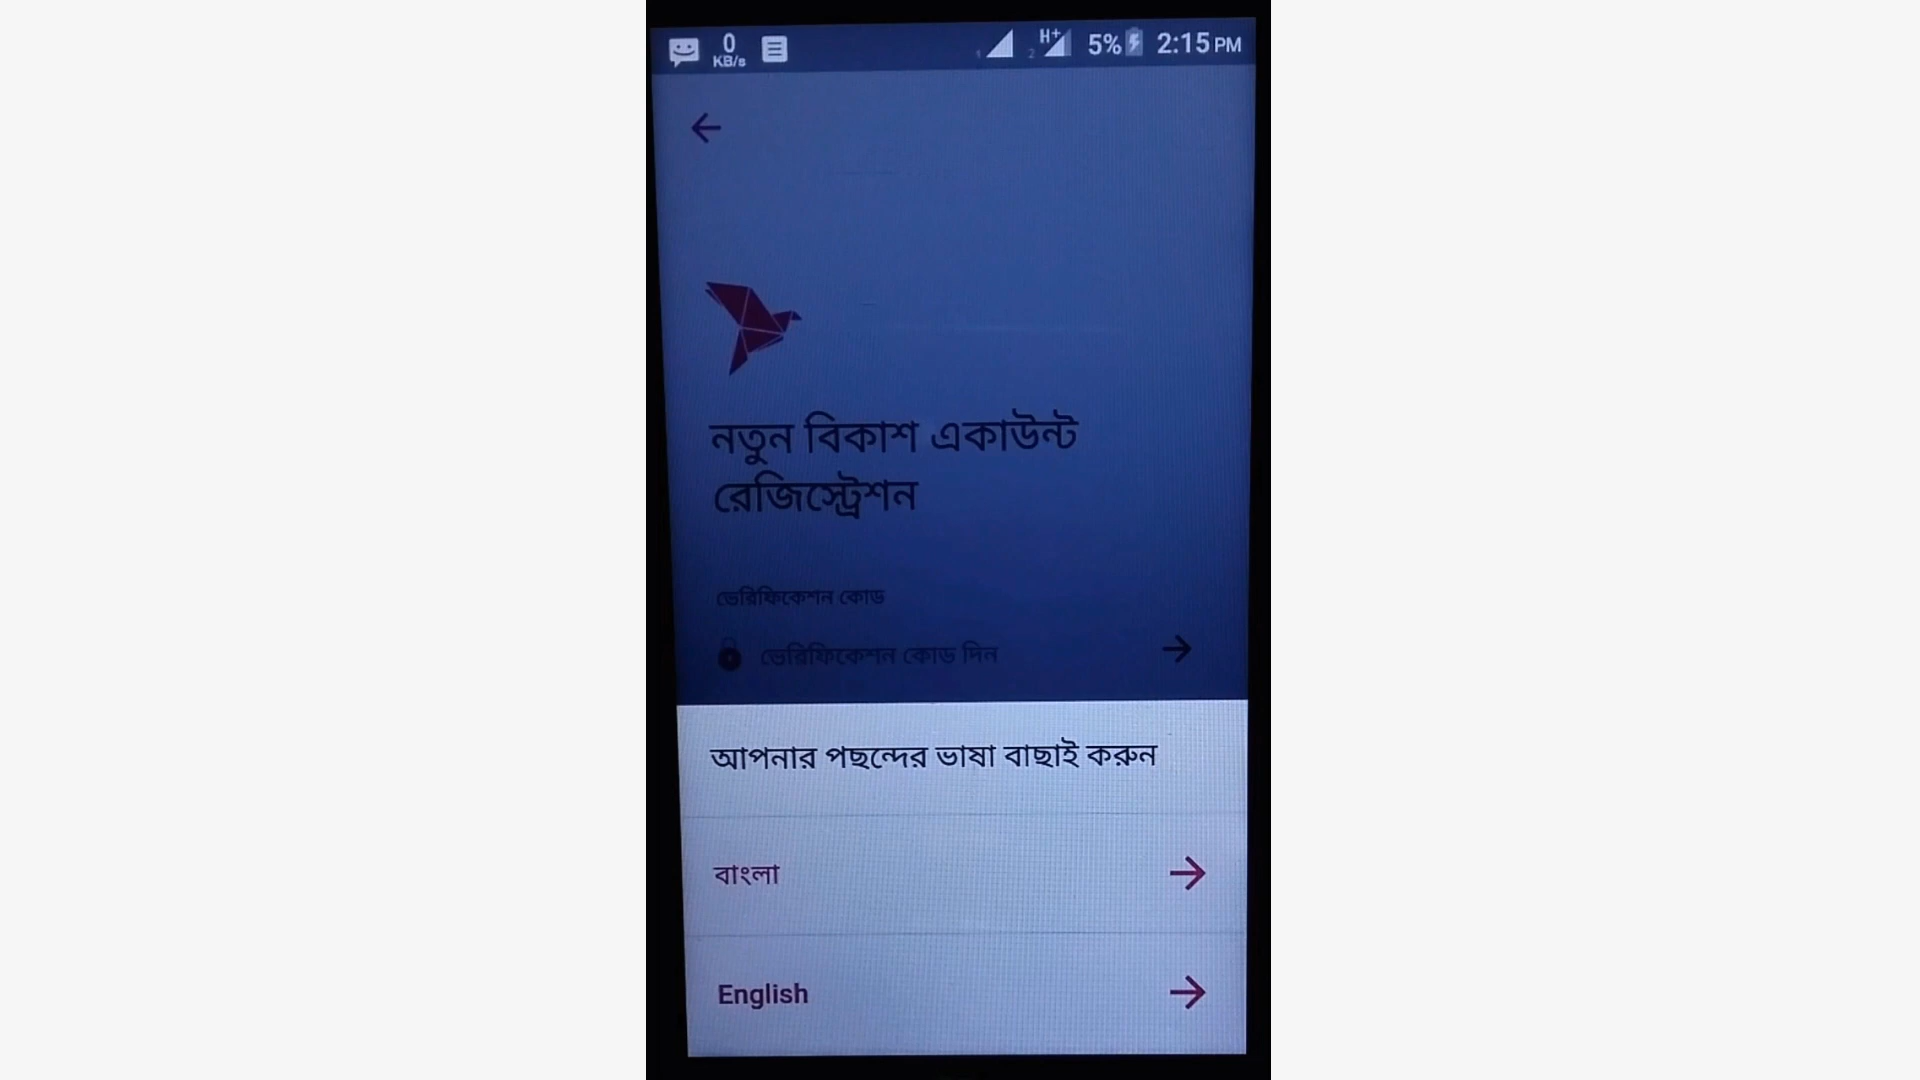 0
KB/s
H+
5%
2:15 PM
নতুন বিকাশ একাউন্ট
রেজিস্ট্রেশন
ভেরিফিকেশন কোড
ভেরিফিকেশন কোড দিন
আপনার পছন্দের ভাষা বাছাই করুন
বাংলা
English